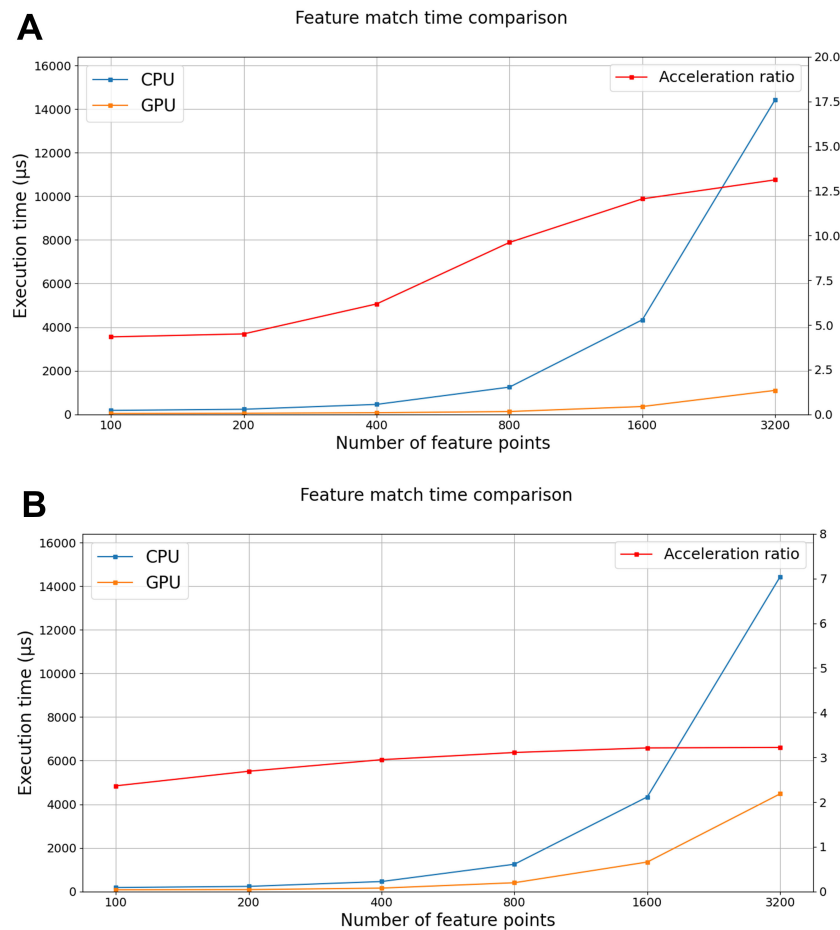 A
Feature match time comparison
CPU
GPU
Acceleration ratio
Execution time (μs)
16000
14000
12000
10000
8000
6000
4000
2000
0
20.0
17.5
15.0
12.5
10.0
7.5
5.0
2.5
0.0
100 200 400 800 1600 3200
Number of feature points
B
Feature match time comparison
CPU
GPU
Acceleration ratio
Execution time (μs)
16000
14000
12000
10000
8000
6000
4000
2000
0
8
7
6
5
4
3
2
1
0
100 200 400 800 1600 3200
Number of feature points